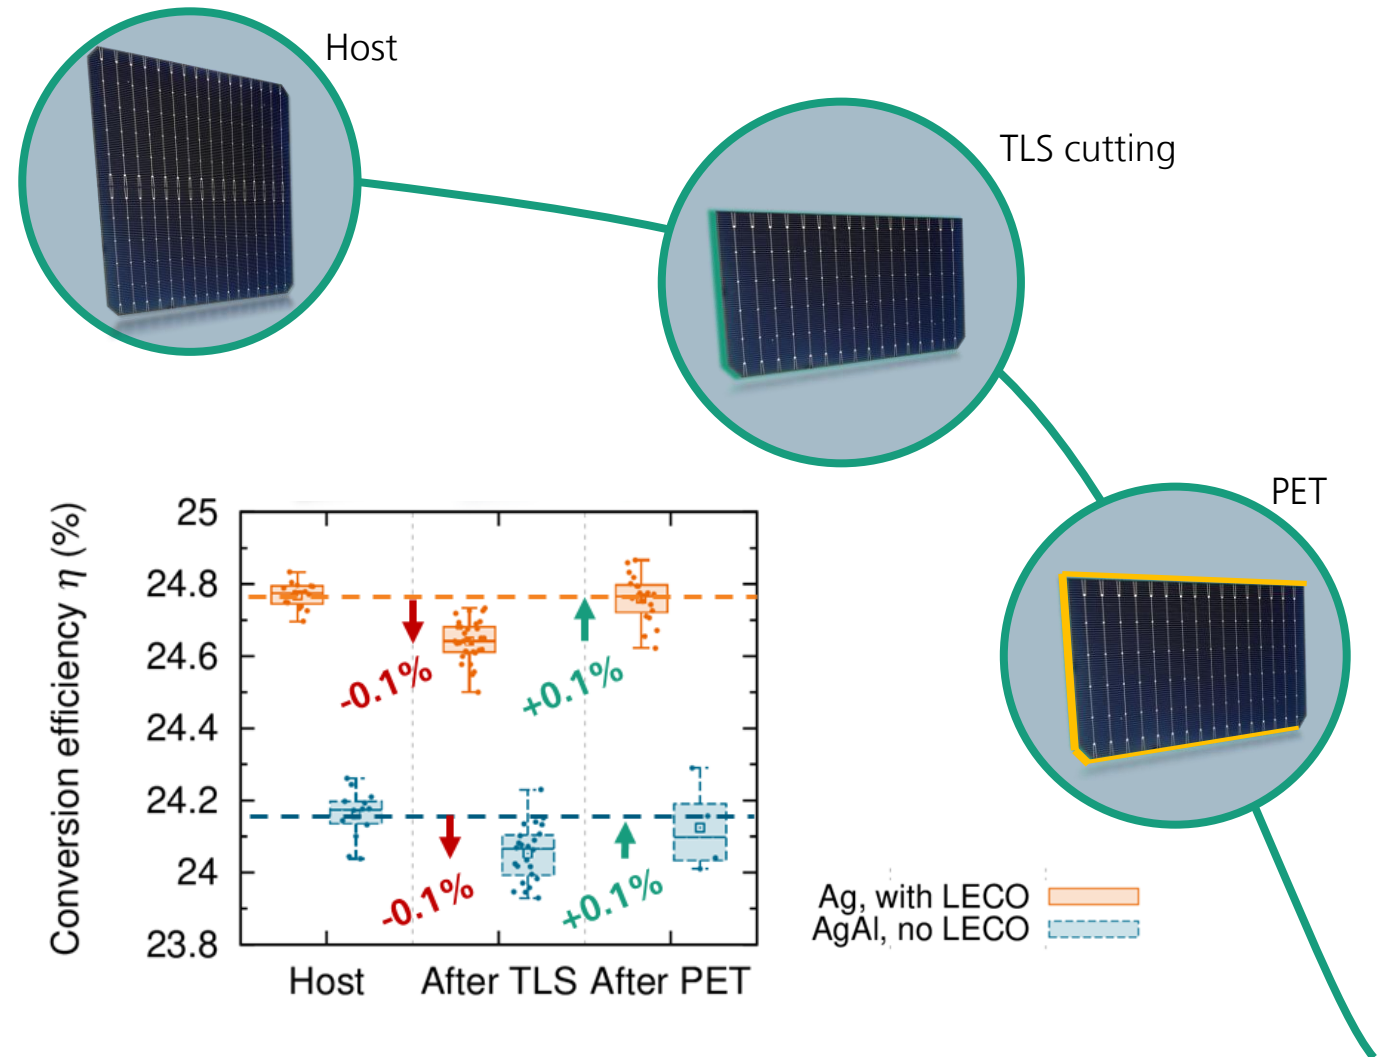 Host
TLS cutting
PET
Conversion efficiency η (%)
25
24.8
24.6
24.4
24.2
24
23.8
-0.1%
+0.1%
-0.1%
+0.1%
Host
After TLS
After PET
Ag, with LECO
AgAl, no LECO